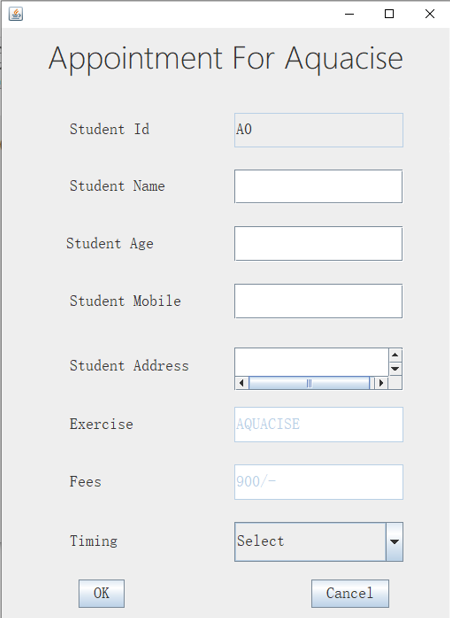 Appointment For Aquacise
Student Id A0
Student Name
Student Age
Student Mobile
Student Address
Exercise AQUACISE
Fees 900/-
Timing Select
OK Cancel